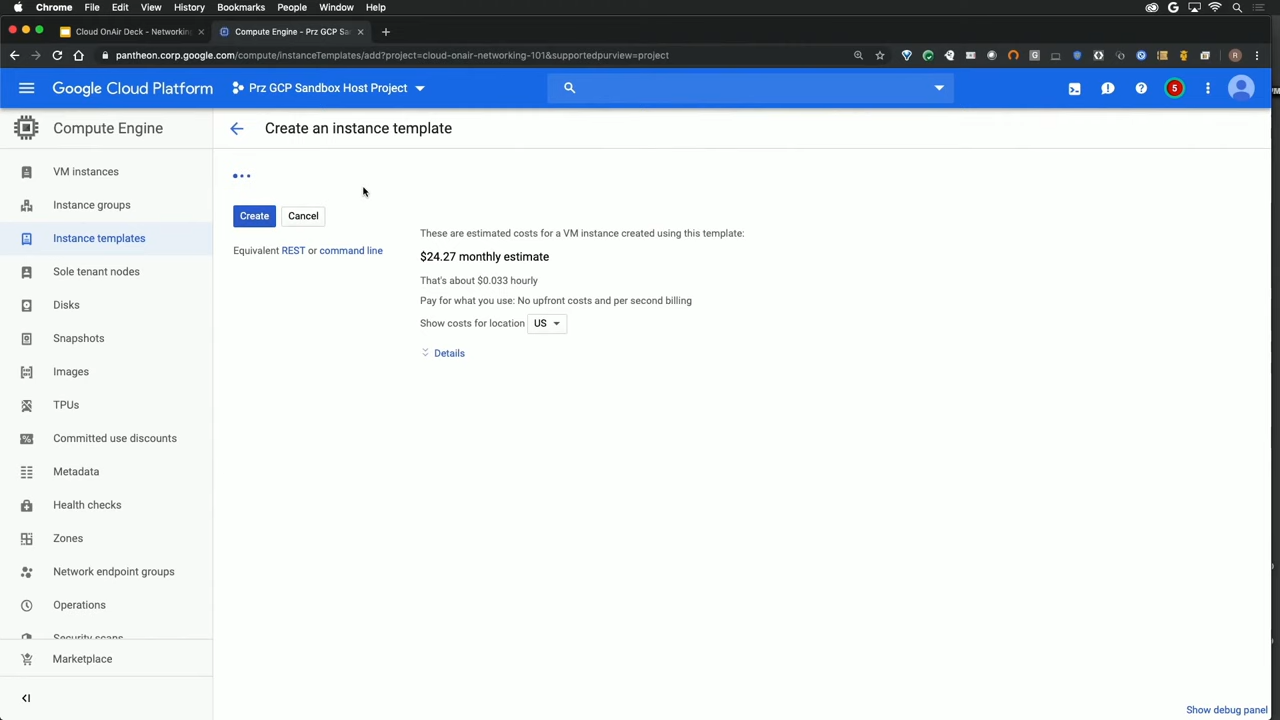 Chrome File Edit View History Bookmarks People Window Help
Cloud OnAir Deck - Networking
Compute Engine - Prz GCP Sa
pantheon.corp.google.com/compute/instanceTemplates/add?project=cloud-onair-networking-101&supportedpurview=project
R
Google Cloud Platform
Prz GCP Sandbox Host Project
5
Compute Engine
Create an instance template
VM instances
Instance groups
Instance templates
Sole tenant nodes
Disks
Snapshots
Images
TPUs
Committed use discounts
Metadata
Health checks
Zones
Network endpoint groups
Operations
Security scans
Marketplace
Create Cancel
Equivalent REST or command line
These are estimated costs for a VM instance created using this template:
$24.27 monthly estimate
That's about $0.033 hourly
Pay for what you use: No upfront costs and per second billing
Show costs for location US
Details
Show debug panel